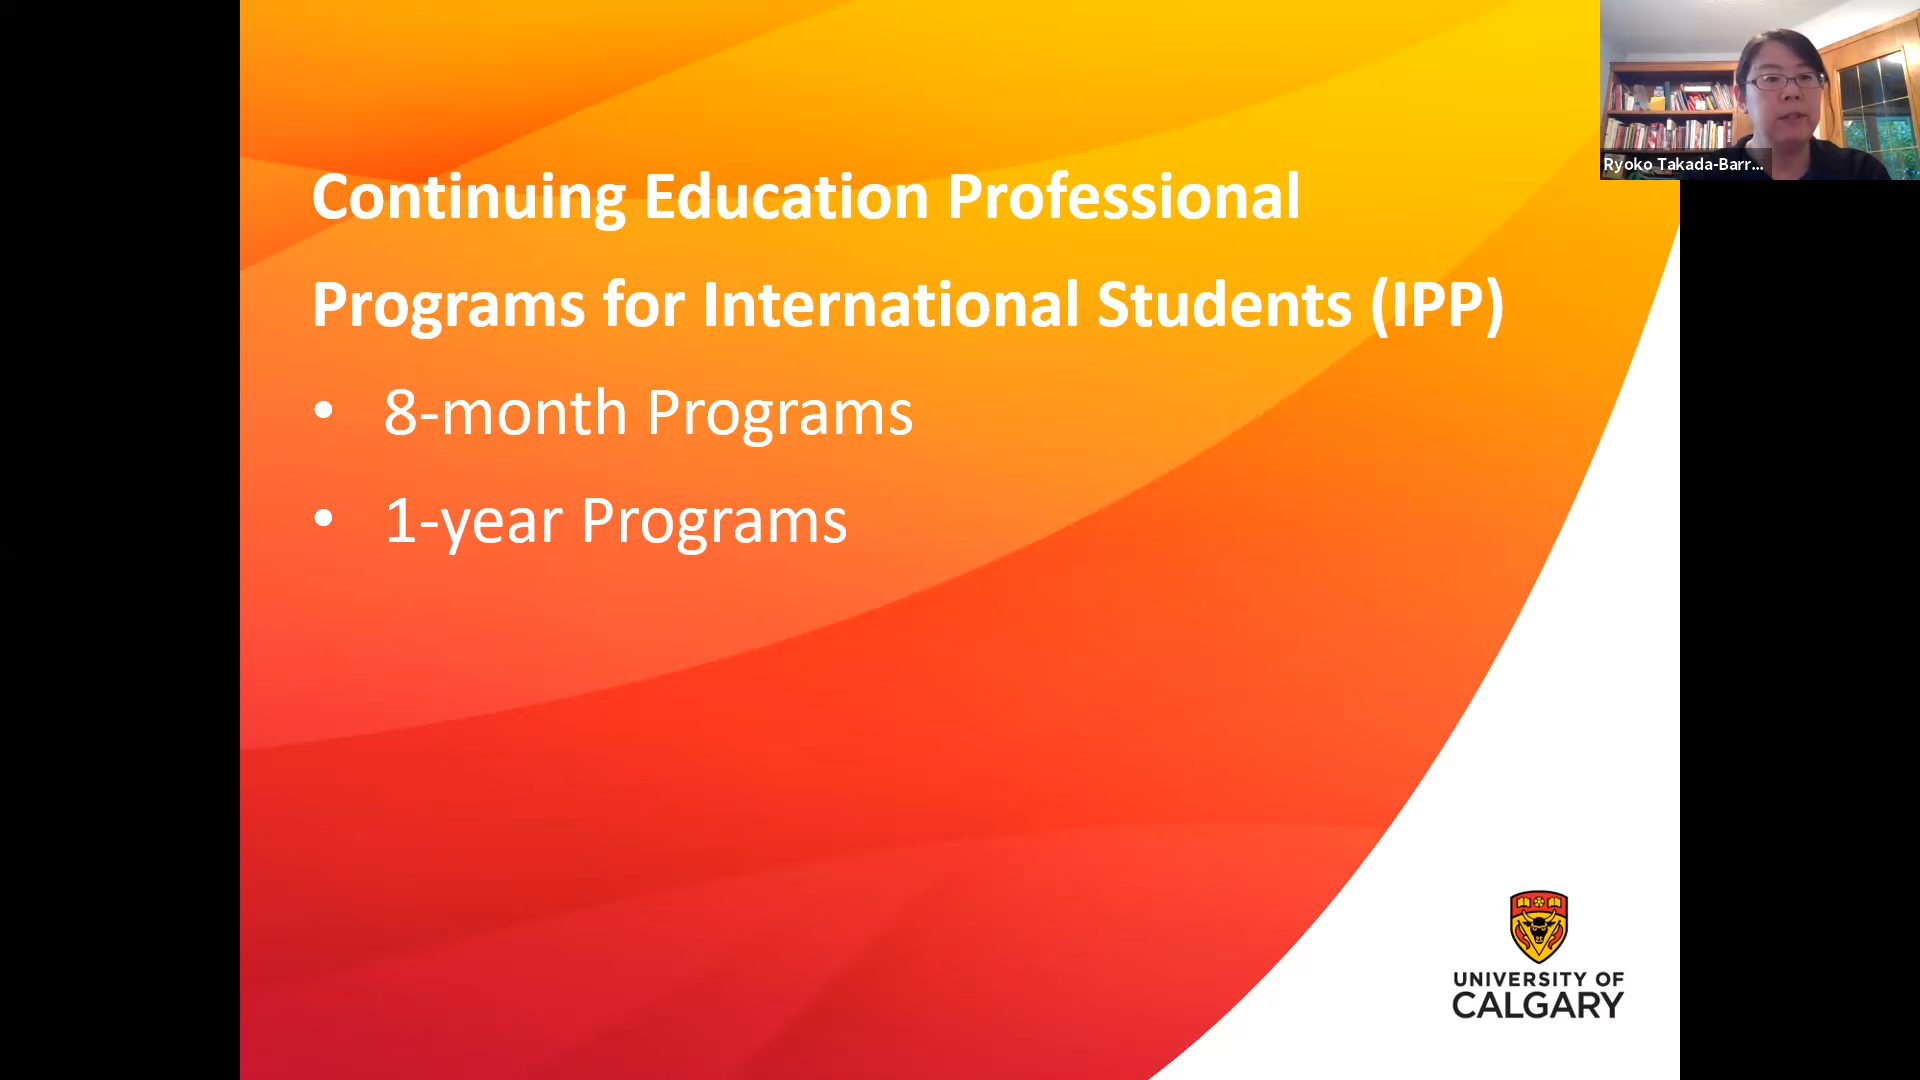 Continuing Education Professional
Programs for International Students (IPP)
• 8-month Programs
• 1-year Programs
Ryoko Takada-Barr...
UNIVERSITY OF
CALGARY